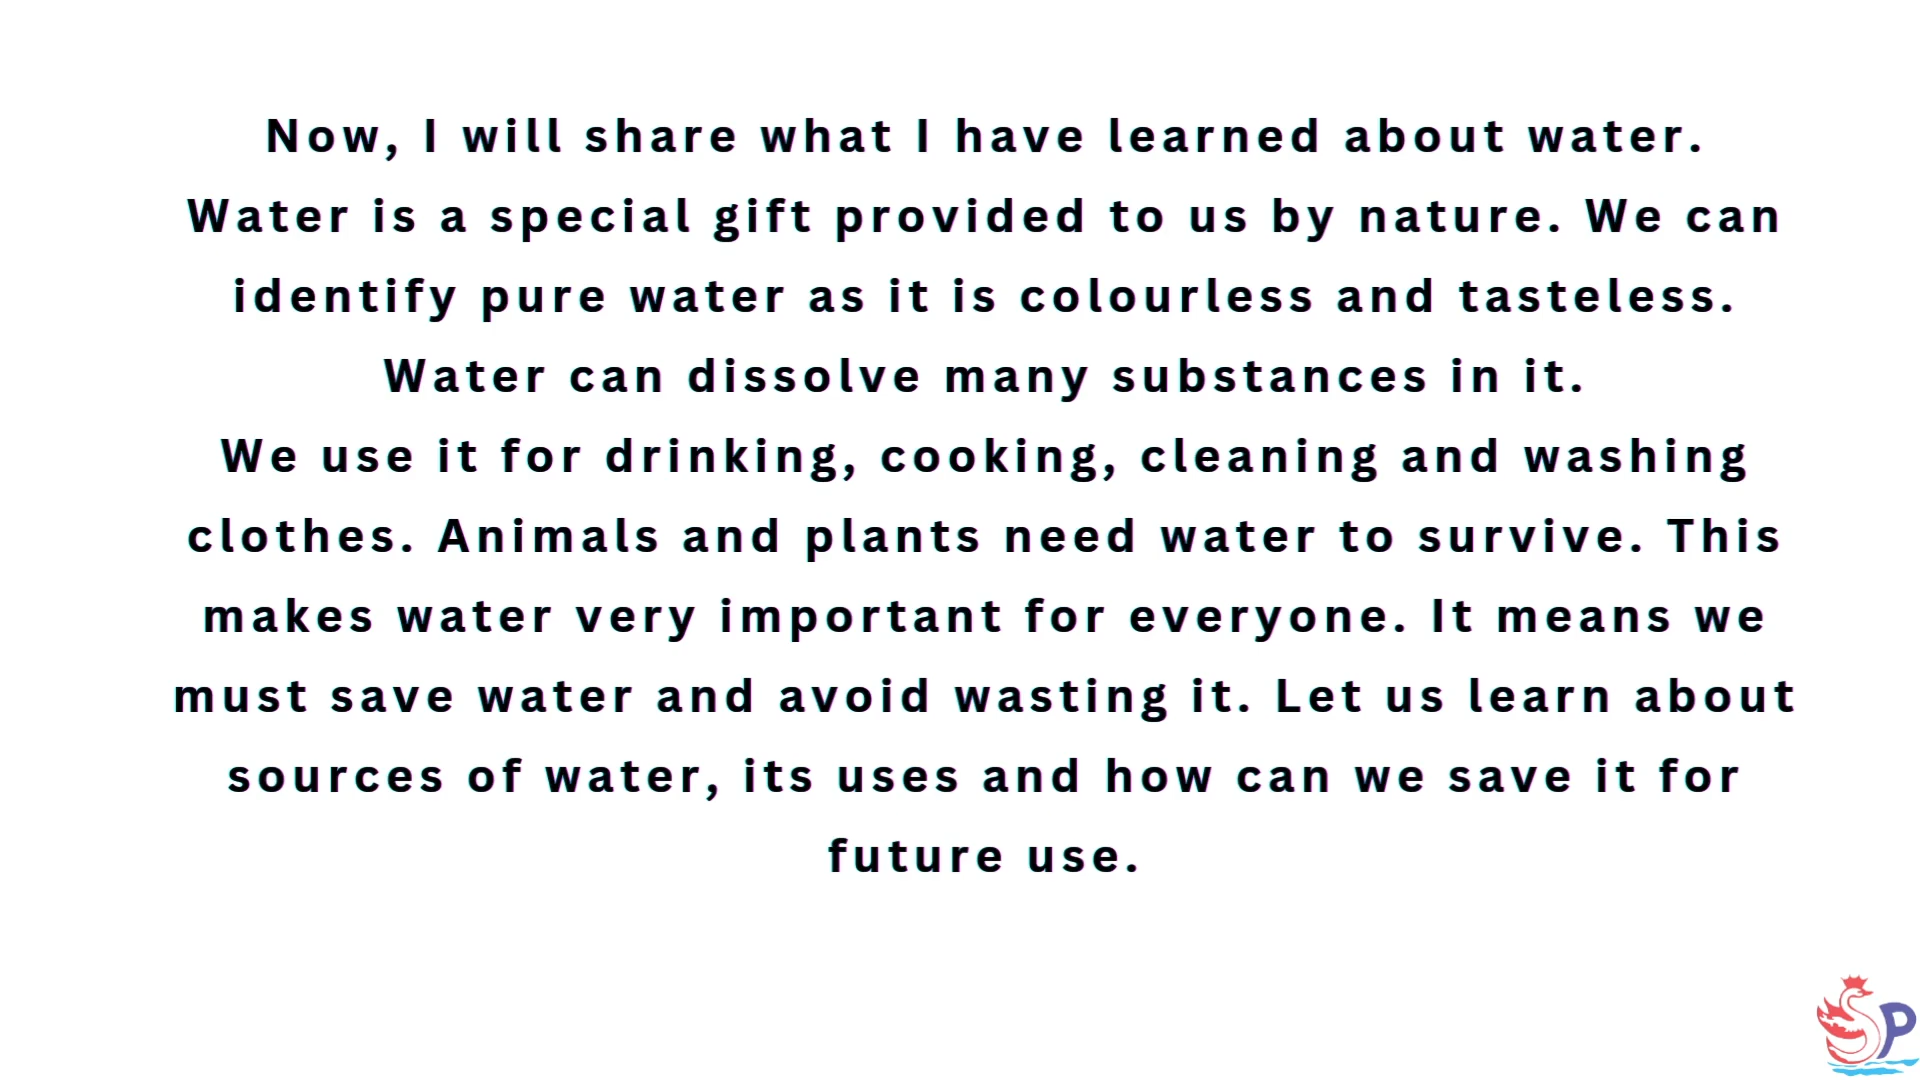 Now, I will share what I have learned about water.
Water is a special gift provided to us by nature. We can
identify pure water as it is colourless and tasteless.
Water can dissolve many substances in it.
We use it for drinking, cooking, cleaning and washing
clothes. Animals and plants need water to survive. This
makes water very important for everyone. It means we
must save water and avoid wasting it. Let us learn about
sources of water, its uses and how can we save it for
future use.
SP